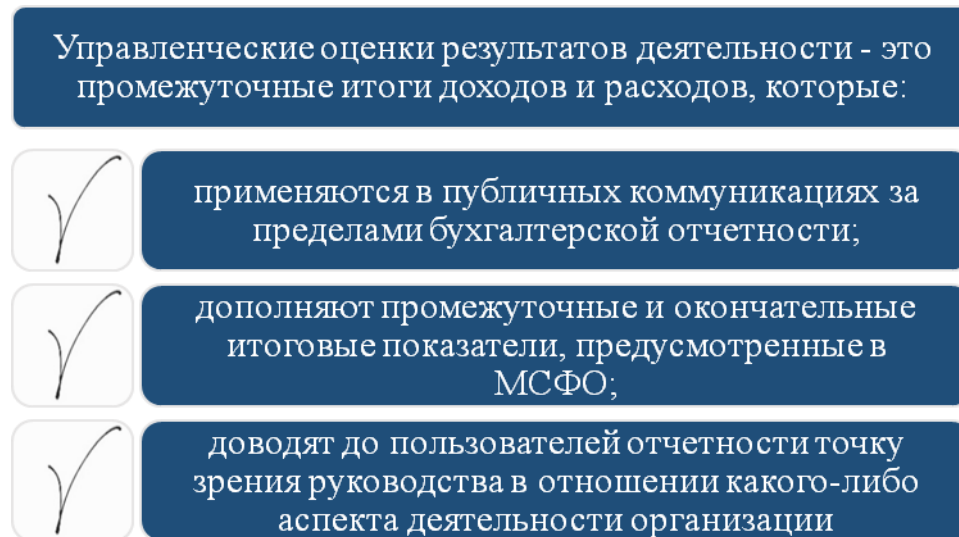 Управленческие оценки результатов деятельности - это
промежуточные итоги доходов и расходов, которые:
применяются в публичных коммуникациях за
пределами бухгалтерской отчетности;
дополняют промежуточные и окончательные
итоговые показатели, предусмотренные в
МСФО;
доводят до пользователей отчетности точку
зрения руководства в отношении какого-либо
аспекта деятельности организации